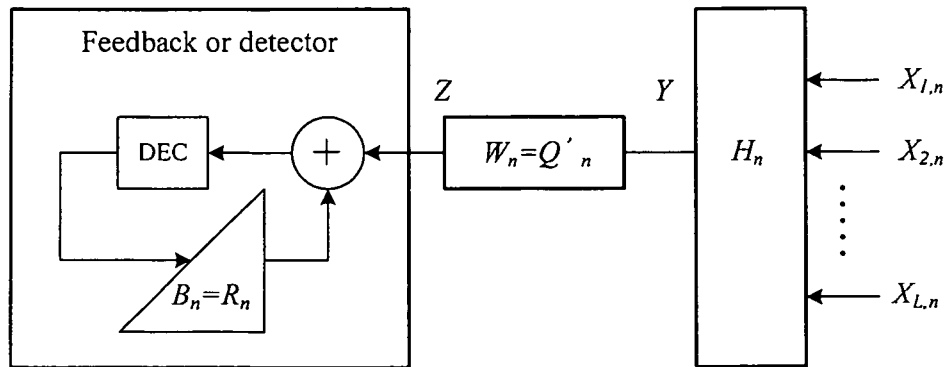 Feedback or detector
DEC
+
B_n=R_n
Z
W_n=Q'_n
Y
H_n
X_{1,n}
X_{2,n}
X_{L,n}